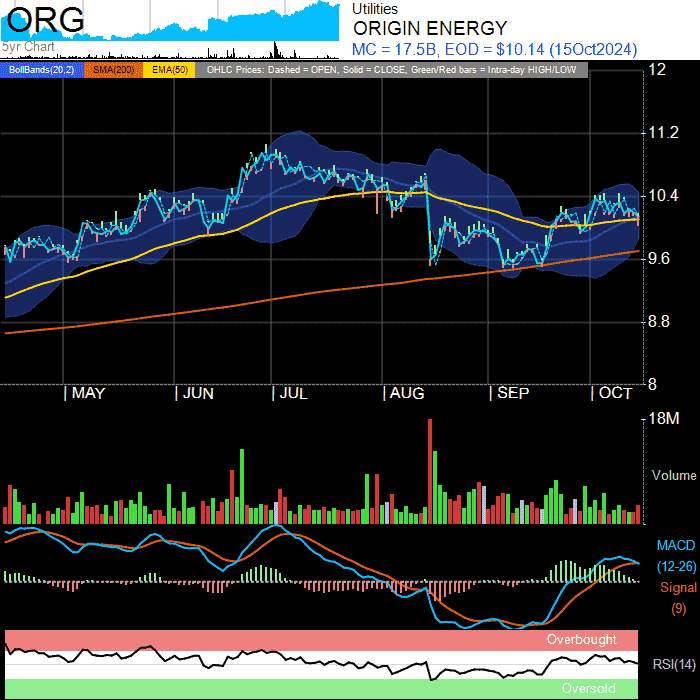 ORG
5yr Chart
Utilities
ORIGIN ENERGY
MC = 17.5B, EOD = $10.14 (15Oct2024)
BollBands(20,2) SMA(200) EMA(50) OHLC Prices: Dashed = OPEN, Solid = CLOSE, Green/Red bars = Intra-day HIGH/LOW
12
11.2
10.4
9.6
8.8
8
MAY JUN JUL AUG SEP OCT
18M
Volume
MACD
(12-26)
Signal
(9)
Overbought
RSI(14)
Oversold